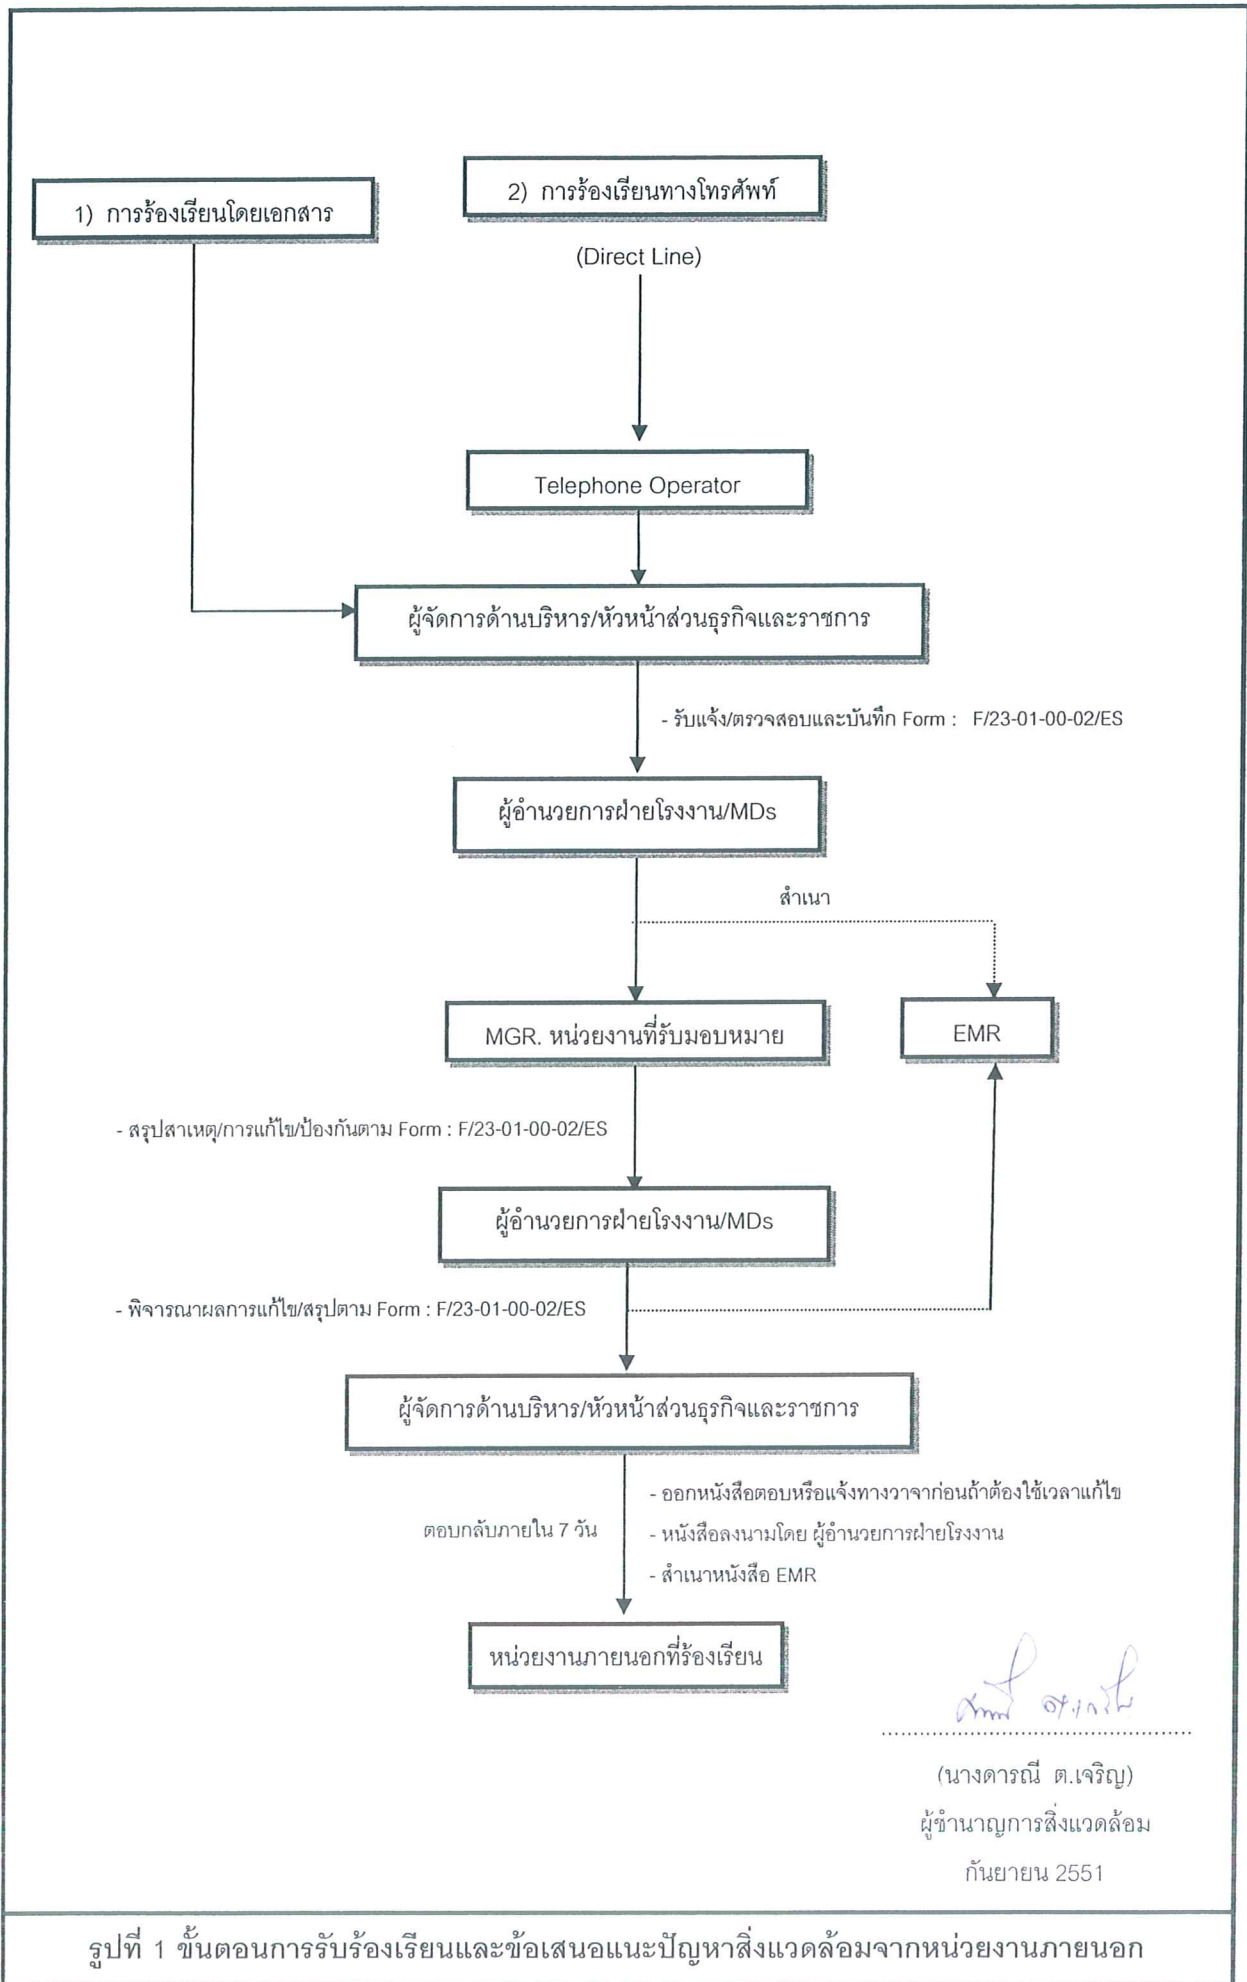 1) การร้องเรียนโดยเอกสาร
2) การร้องเรียนทางโทรศัพท์
(Direct Line)
Telephone Operator
ผู้จัดการด้านบริหาร/หัวหน้าส่วนธุรกิจและราชการ
- รับแจ้ง/ตรวจสอบและบันทึก Form : F/23-01-00-02/ES
ผู้อำนวยการฝ่ายโรงงาน/MDs
สำเนา
MGR. หน่วยงานที่รับมอบหมาย
EMR
- สรุปสาเหตุ/การแก้ไข/ป้องกันตาม Form : F/23-01-00-02/ES
ผู้อำนวยการฝ่ายโรงงาน/MDs
- พิจารณาผลการแก้ไข/สรุปตาม Form : F/23-01-00-02/ES
ผู้จัดการด้านบริหาร/หัวหน้าส่วนธุรกิจและราชการ
ตอบกลับภายใน 7 วัน
- ออกหนังสือตอบหรือแจ้งทางวาจาก่อนถ้าต้องใช้เวลาแก้ไข
- หนังสือลงนามโดย ผู้อำนวยการฝ่ายโรงงาน
- สำเนาหนังสือ EMR
หน่วยงานภายนอกที่ร้องเรียน
(นางดารณี ต.เจริญ)
ผู้ชำนาญการสิ่งแวดล้อม
กันยายน 2551
รูปที่ 1 ขั้นตอนการรับร้องเรียนและข้อเสนอแนะปัญหาสิ่งแวดล้อมจากหน่วยงานภายนอก